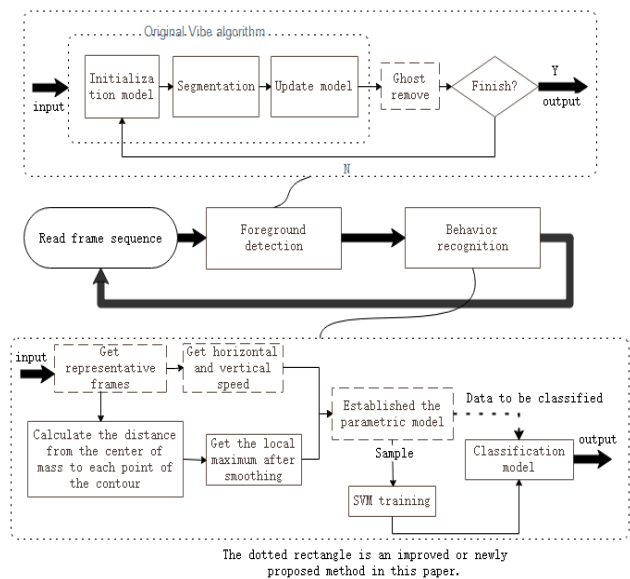 Original Vibe algorithm
input
Initializa
tion model
Segmentation
Update model
Ghost
remove
Finish?
Y
output
N
Read frame sequence
Foreground
detection
Behavior
recognition
input
Get
representative
frames
Get horizontal
and vertical
speed
Calculate the distance
from the center of
mass to each point of
the contour
Get the local
maximum after
smoothing
Established the
parametric model
Data to be classified
Sample
SVM training
Classification
model
output
The dotted rectangle is an improved or newly
proposed method in this paper.